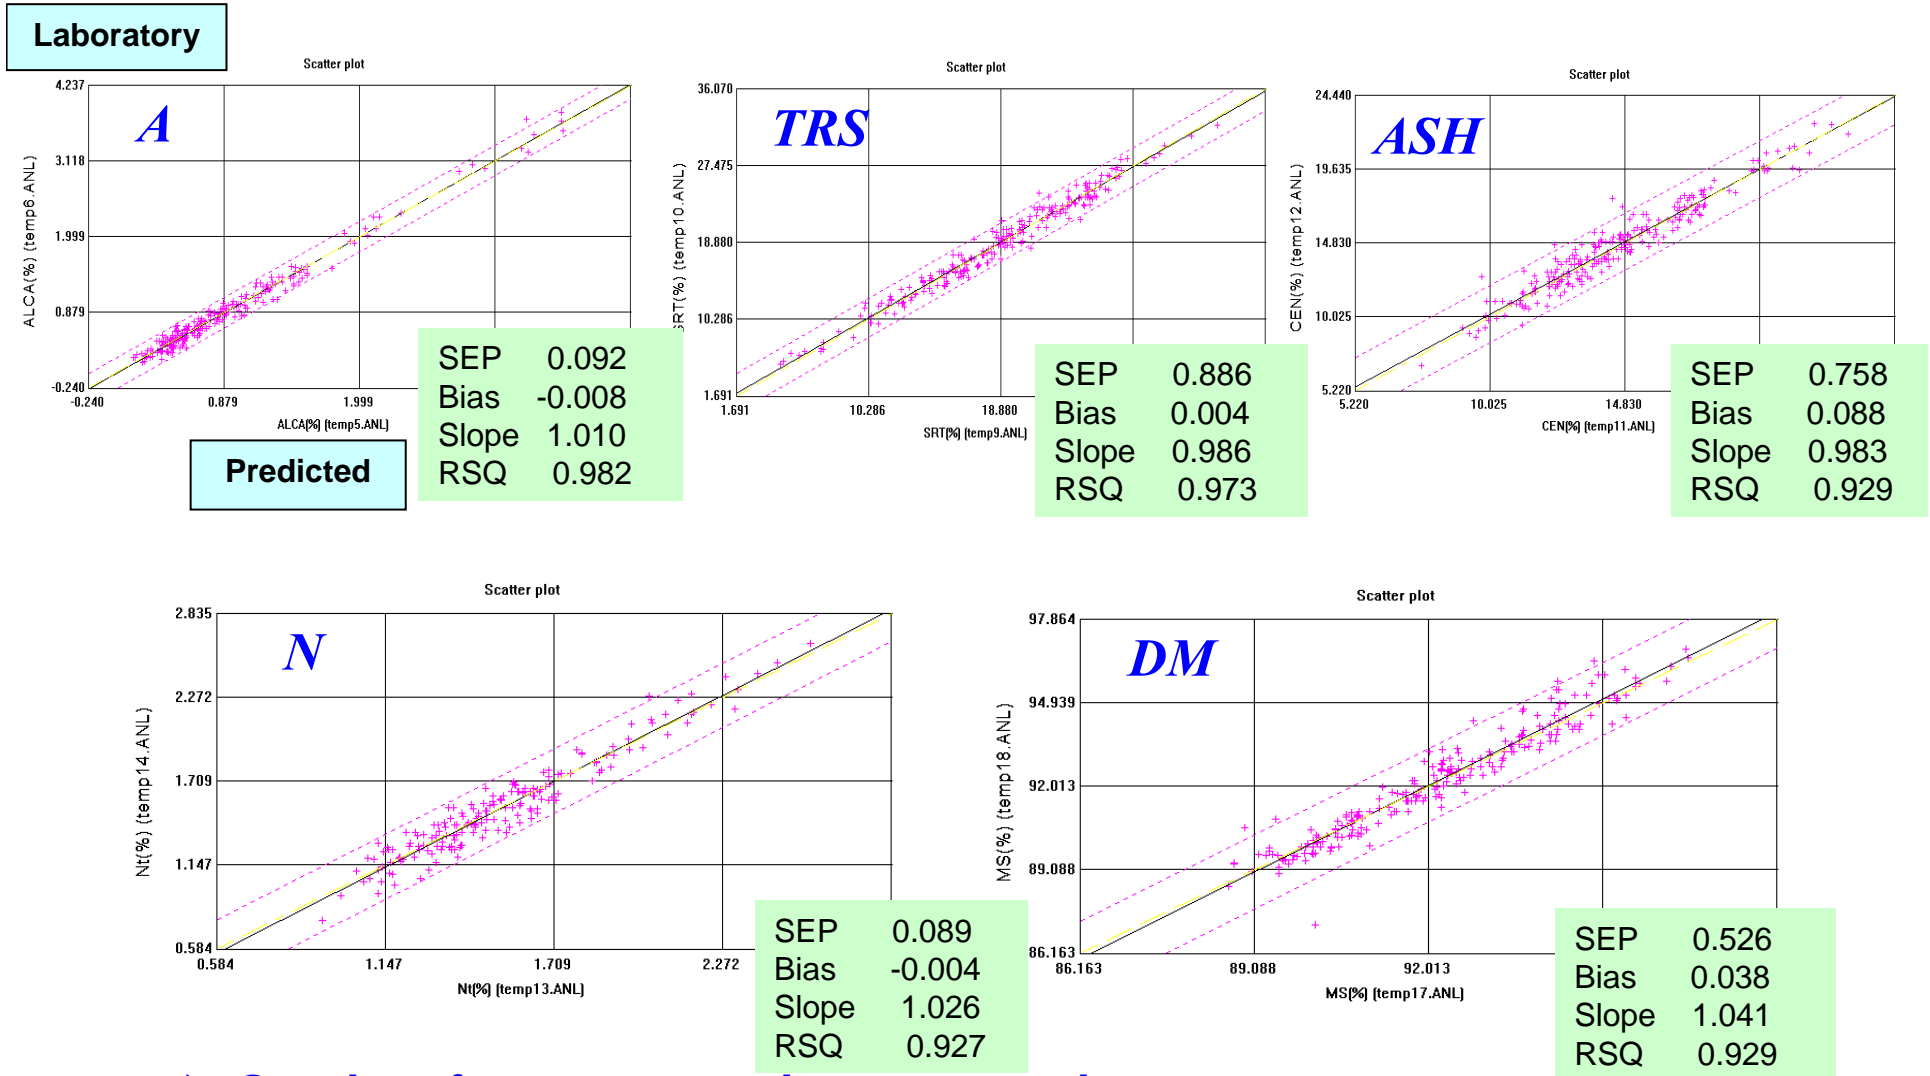 Laboratory
Scatter plot
A
4.237
3.118
1.999
0.879
-0.240
-0.240 0.879 1.999
ALCA(%) (temp6.ANL)
ALCA(%) (temp5.ANL)
SEP 0.092
Bias -0.008
Slope 1.010
RSQ 0.982
Predicted
Scatter plot
TRS
36.070
27.475
18.880
10.286
1.691
1.691 10.286 18.880
SRT(%) (temp10.ANL)
SRT(%) (temp9.ANL)
SEP 0.886
Bias 0.004
Slope 0.986
RSQ 0.973
Scatter plot
ASH
24.440
19.635
14.830
10.025
5.220
5.220 10.025 14.830
CEN(%) (temp12.ANL)
CEN(%) (temp11.ANL)
SEP 0.758
Bias 0.088
Slope 0.983
RSQ 0.929
Scatter plot
N
2.835
2.272
1.709
1.147
0.584
0.584 1.147 1.709 2.272
Nt(%) (temp14.ANL)
Nt(%) (temp13.ANL)
SEP 0.089
Bias -0.004
Slope 1.026
RSQ 0.927
Scatter plot
DM
97.864
94.939
92.013
89.088
86.163
86.163 89.088 92.013
MS(%) (temp18.ANL)
MS(%) (temp17.ANL)
SEP 0.526
Bias 0.038
Slope 1.041
RSQ 0.929